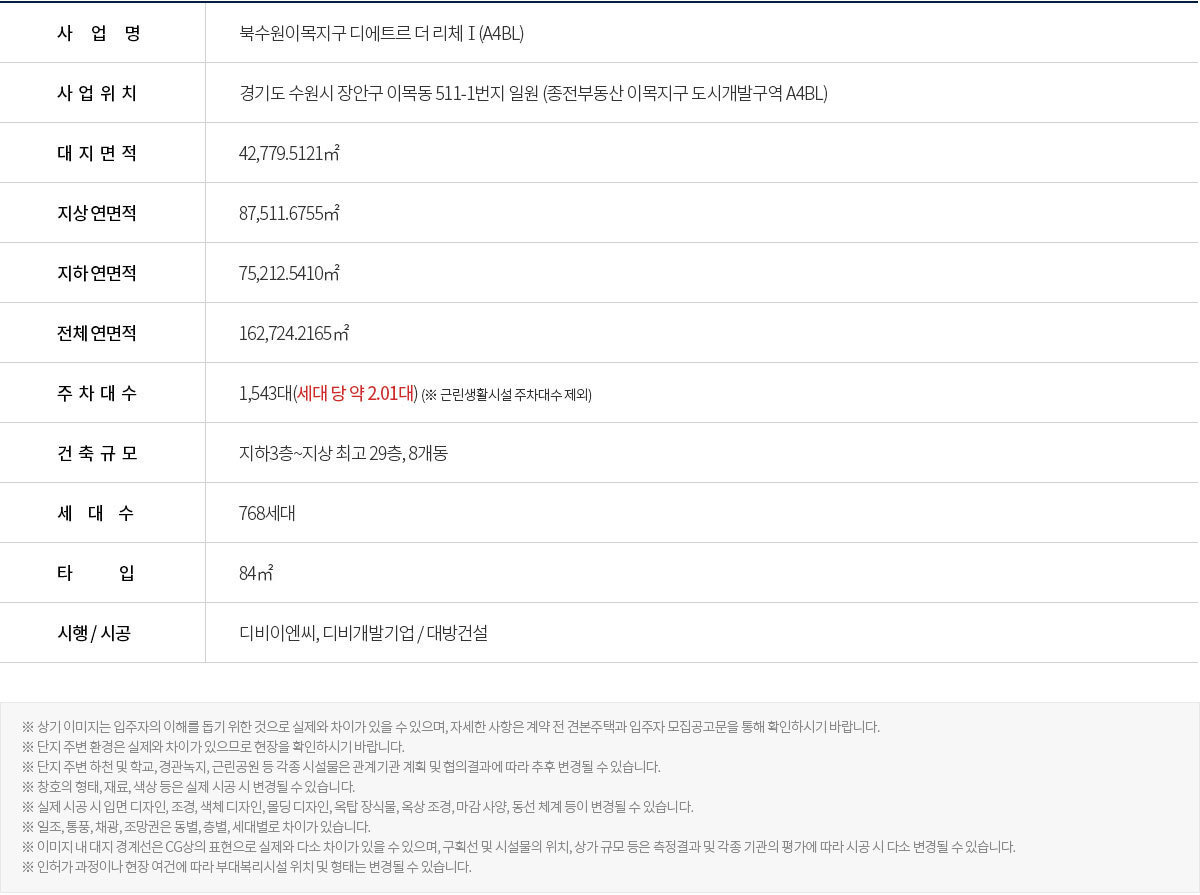 사 업 명 북수원이목지구 디에트르 더 리체 Ⅰ(A4BL)
사 업 위 치 경기도 수원시 장안구 이목동 511-1번지 일원 (종전부동산 이목지구 도시개발구역 A4BL)
대 지 면 적 42,779.5121㎡
지상연면적 87,511.6755㎡
지하연면적 75,212.5410㎡
전체연면적 162,724.2165㎡
주 차 대 수 1,543대(세대 당 약 2.01대) (※ 근린생활시설 주차대수 제외)
건 축 규 모 지하3층~지상 최고 29층, 8개동
세 대 수 768세대
타 입 84㎡
시행 / 시공 디비이엔씨, 디비개발기업 / 대방건설
※ 상기 이미지는 입주자의 이해를 돕기 위한 것으로 실제와 차이가 있을 수 있으며, 자세한 사항은 계약 전 견본주택과 입주자 모집공고문을 통해 확인하시기 바랍니다.
※ 단지 주변 환경은 실제와 차이가 있으므로 현장을 확인하시기 바랍니다.
※ 단지 주변 하천 및 학교, 경관녹지, 근린공원 등 각종 시설물은 관계기관 계획 및 협의결과에 따라 추후 변경될 수 있습니다.
※ 창호의 형태, 재료, 색상 등은 실제 시공 시 변경될 수 있습니다.
※ 실제 시공 시 입면 디자인, 조경, 색채 디자인, 몰딩 디자인, 옥탑 장식물, 옥상 조경, 마감 사양, 동선 체계 등이 변경될 수 있습니다.
※ 일조, 통풍, 채광, 조망권은 동별, 층별, 세대별로 차이가 있습니다.
※ 이미지 내 대지 경계선은 CG상의 표현으로 실제와 다소 차이가 있을 수 있으며, 구획선 및 시설물의 위치, 상가 규모 등은 측정결과 및 각종 기관의 평가에 따라 시공 시 다소 변경될 수 있습니다.
※ 인허가 과정이나 현장 여건에 따라 부대복리시설 위치 및 형태는 변경될 수 있습니다.